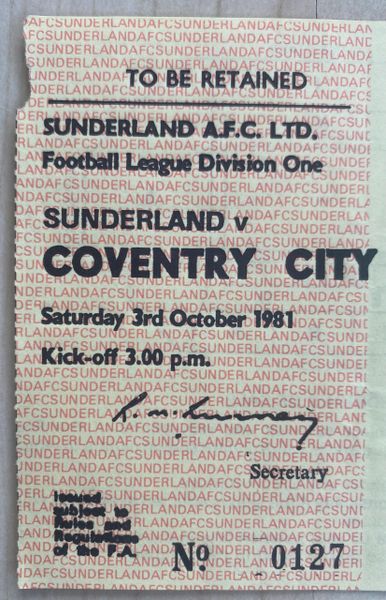 TO BE RETAINED
SUNDERLAND A.F.C. LTD.
Football League Division One
SUNDERLAND v
COVENTRY CITY
Saturday 3rd October 1981
Kick-off 3.00 p.m.
Secretary
Issued
subject to
Rules and
Regulations
of the F.A.
Nº 0127